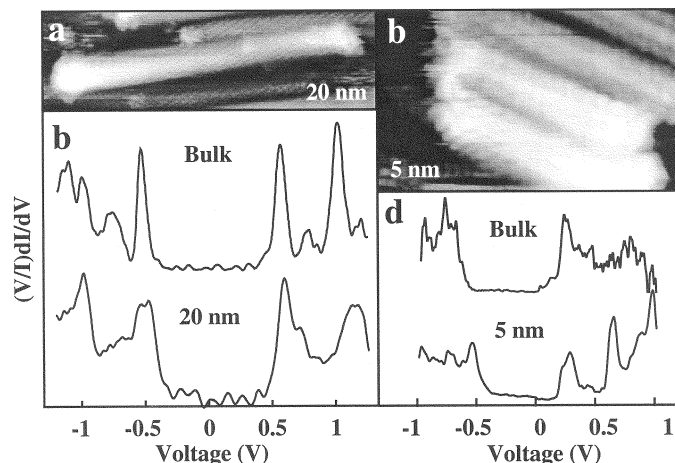 a
20 nm
b
5 nm
b
Bulk
20 nm
(V/I)dI/dV
-1 -0.5 0 0.5 1
Voltage (V)
d
Bulk
5 nm
-1 -0.5 0 0.5 1
Voltage (V)